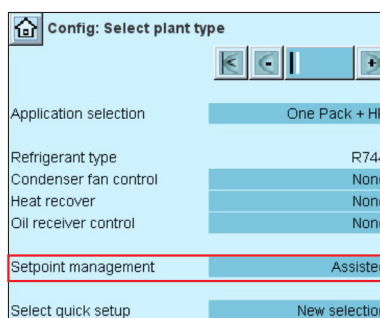 Config: Select plant type
Application selection One Pack + H
Refrigerant type R74
Condenser fan control Non
Heat recover Non
Oil receiver control Non
Setpoint management Assiste
Select quick setup New selection